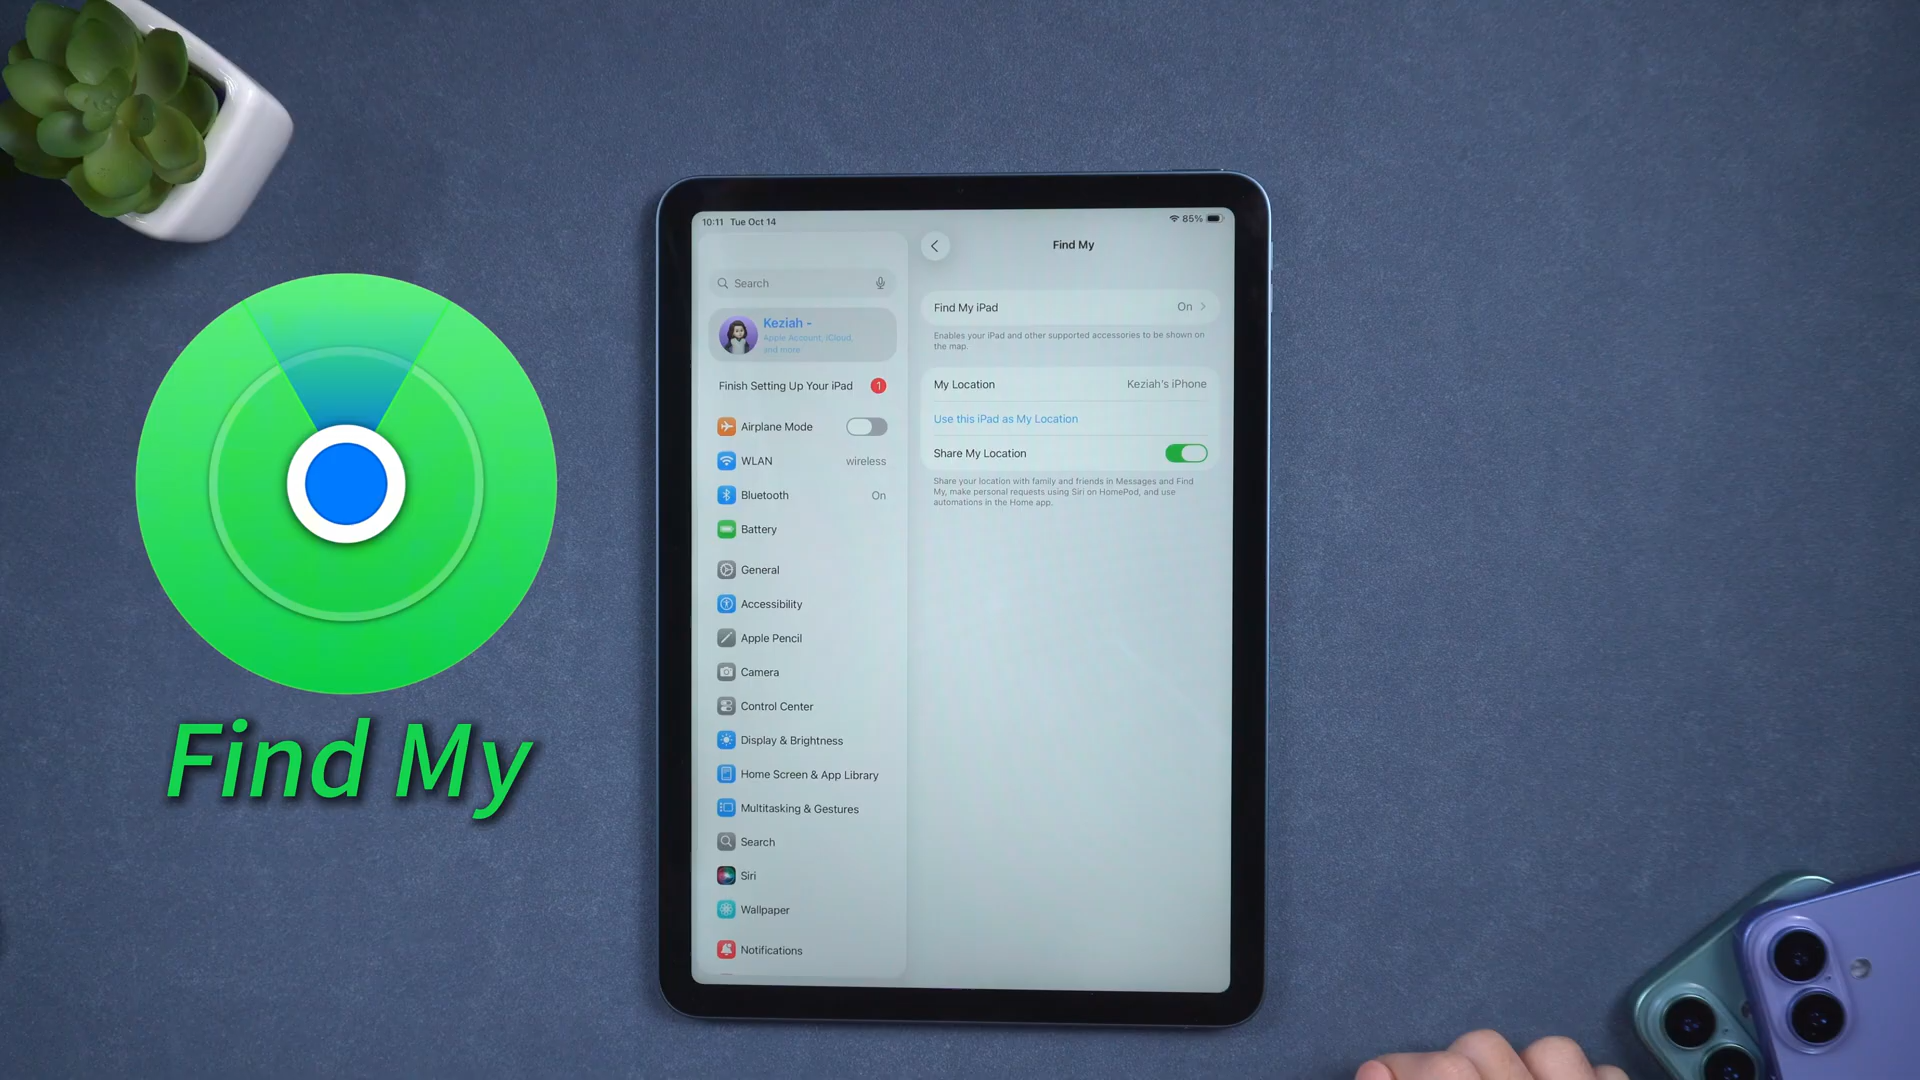 10:11 Tue Oct 14
85%
Search
Keziah -
Apple Account, iCloud,
and more
Finish Setting Up Your iPad 1
Airplane Mode
WLAN wireless
Bluetooth On
Battery
General
Accessibility
Apple Pencil
Camera
Control Center
Display & Brightness
Home Screen & App Library
Multitasking & Gestures
Search
Siri
Wallpaper
Notifications
Find My
Find My iPad On
Enables your iPad and other supported accessories to be shown on
the map.
My Location Keziah's iPhone
Use this iPad as My Location
Share My Location
Share your location with family and friends in Messages and Find
My, make personal requests using Siri on HomePod, and use
automations in the Home app.
Find My